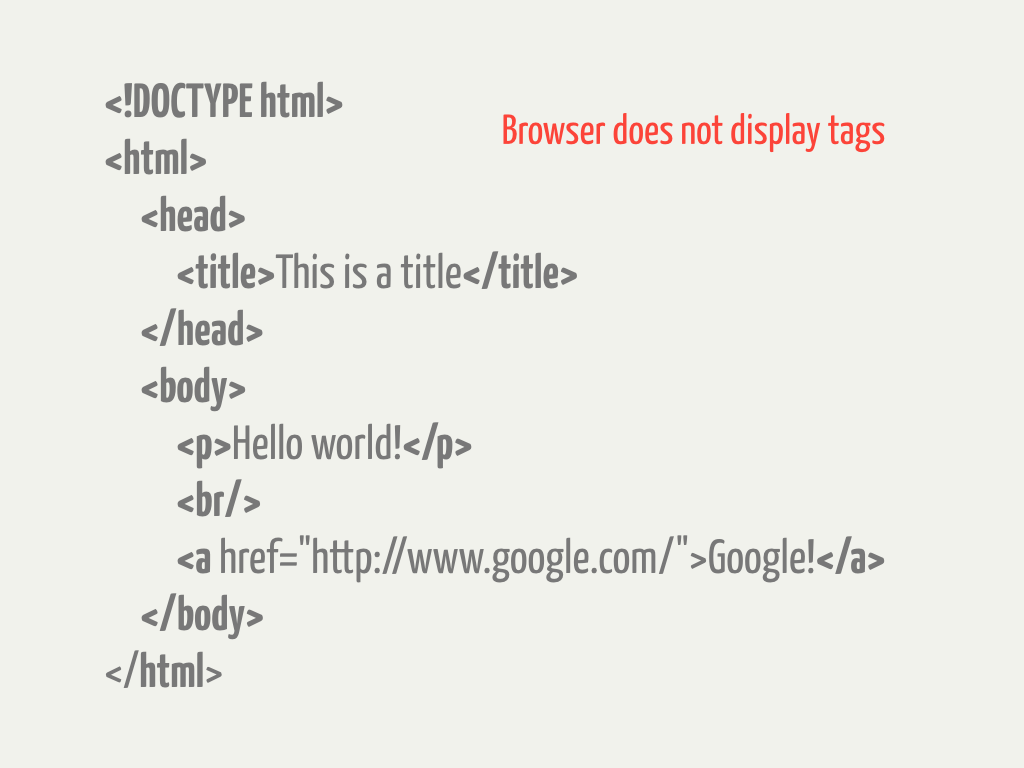 <!DOCTYPE html>
Browser does not display tags
<html>
<head>
<title>This is a title</title>
</head>
<body>
<p>Hello world!</p>
<br/>
<a href="http://www.google.com/">Google!</a>
</body>
</html>